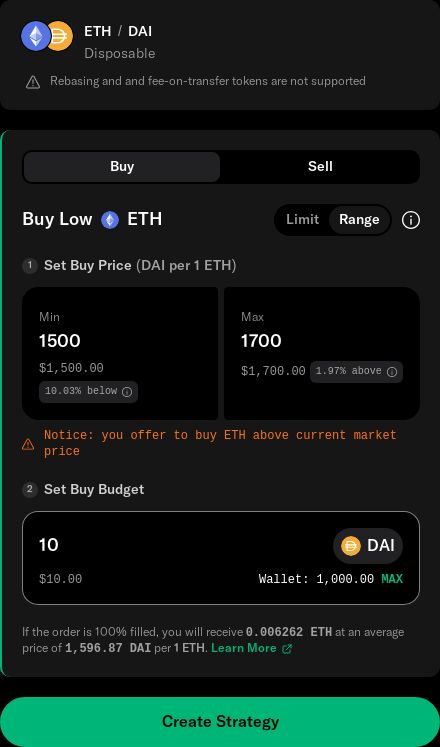 ETH / DAI
Disposable
Rebasing and and fee-on-transfer tokens are not supported
Buy Sell
Buy Low ETH Limit Range
1 Set Buy Price (DAI per 1 ETH)
Min Max
1500 1700
$1,500.00 $1,700.00 1.97% above
10.03% below
Notice: you offer to buy ETH above current market
price
2 Set Buy Budget
10 DAI
$10.00 Wallet: 1,000.00 MAX
If the order is 100% filled, you will receive 0.006262 ETH at an average
price of 1,596.87 DAI per 1 ETH. Learn More
Create Strategy